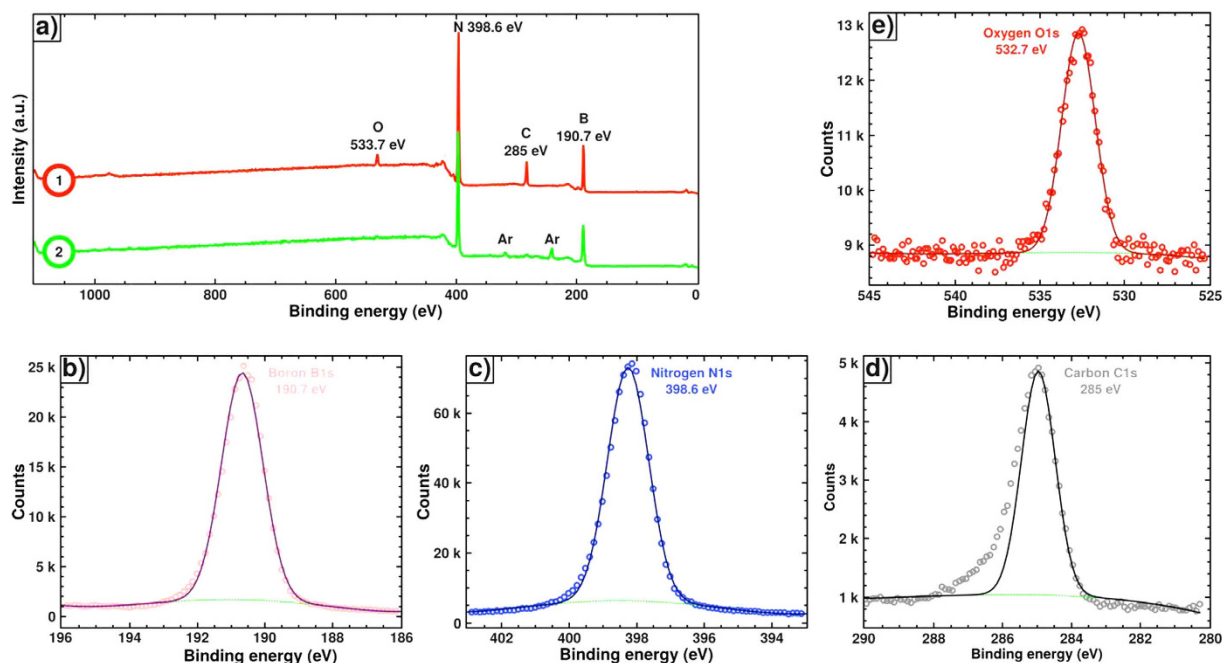 a)
N 398.6 eV
O
533.7 eV
C
285 eV
B
190.7 eV
1
2
Ar
Ar
Intensity (a.u.)
1000
800
600
400
200
0
Binding energy (eV)
e)
Oxygen O1s
532.7 eV
13 k
12 k
11 k
10 k
9 k
Counts
545
540
535
530
525
Binding energy (eV)
b)
Boron B1s
190.7 eV
25 k
20 k
15 k
10 k
5 k
0
Counts
196
194
192
190
188
186
Binding energy (eV)
c)
Nitrogen N1s
398.6 eV
60 k
40 k
20 k
0
Counts
402
400
398
396
394
Binding energy (eV)
d)
Carbon C1s
285 eV
5 k
4 k
3 k
2 k
1 k
Counts
290
288
286
284
282
280
Binding energy (eV)